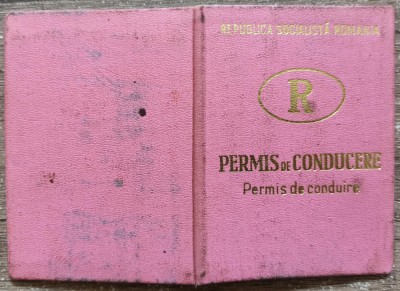 REPUBLICA SOCIALISTĂ ROMÂNIA
R
PERMIS DE CONDUCERE
Permis de conduire